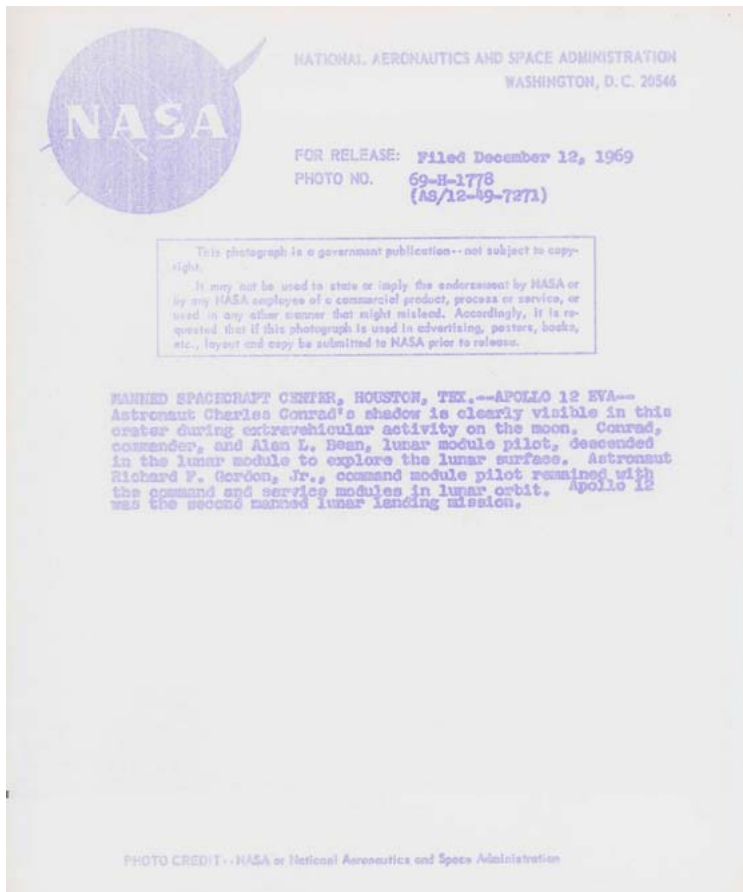 NASA
NATIONAL AERONAUTICS AND SPACE ADMINISTRATION
WASHINGTON, D. C. 20546
FOR RELEASE: Filed December 12, 1969
PHOTO NO. 69-H-1778
(AS/12-49-7271)
This photograph is a government publication--not subject to copy-
right.
It may not be used to state or imply the endorsement by NASA or
by any NASA employee of a commercial product, process or service, or
used in any other manner that might mislead. Accordingly, it is re-
quested that if this photograph is used in advertising, posters, books,
etc., layout and copy be submitted to NASA prior to release.
MANNED SPACECRAFT CENTER, HOUSTON, TEX.--APOLLO 12 EVA--
Astronaut Charles Conrad's shadow is clearly visible in this
crater during extravehicular activity on the moon. Conrad,
commander, and Alan L. Bean, lunar module pilot, descended
in the lunar module to explore the lunar surface. Astronaut
Richard F. Gordon, Jr., command module pilot remained with
the command and service modules in lunar orbit. Apollo 12
was the second manned lunar landing mission.
PHOTO CREDIT--NASA or National Aeronautics and Space Administration